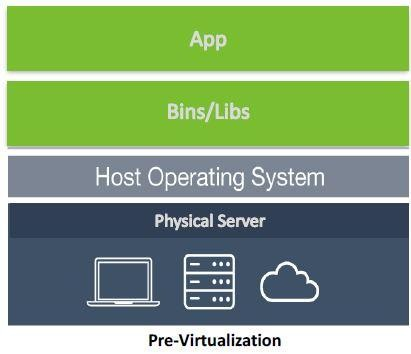 App
Bins/Libs
Host Operating System
Physical Server
Pre-Virtualization